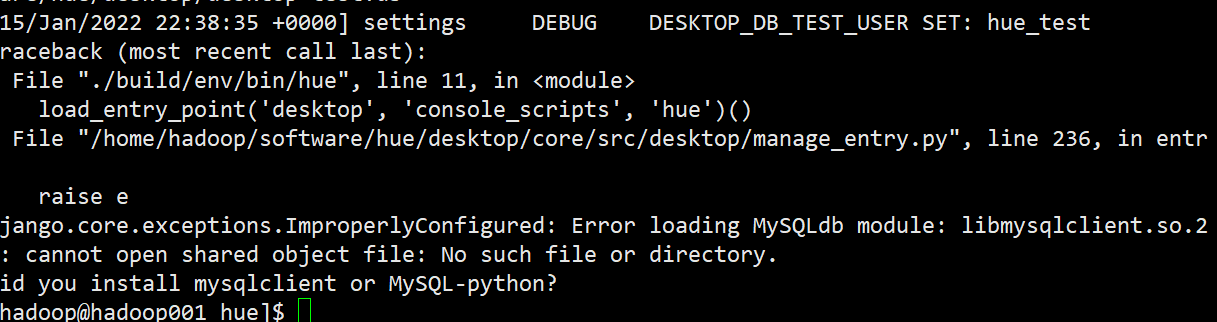 15/Jan/2022 22:38:35 +0000] settings     DEBUG    DESKTOP_DB_TEST_USER SET: hue_test
raceback (most recent call last):
 File "./build/env/bin/hue", line 11, in <module>
   load_entry_point('desktop', 'console_scripts', 'hue')()
 File "/home/hadoop/software/hue/desktop/core/src/desktop/manage_entry.py", line 236, in entr
   raise e
jango.core.exceptions.ImproperlyConfigured: Error loading MySQLdb module: libmysqlclient.so.2
: cannot open shared object file: No such file or directory.
id you install mysqlclient or MySQL-python?
hadoop@hadoop001 hue]$